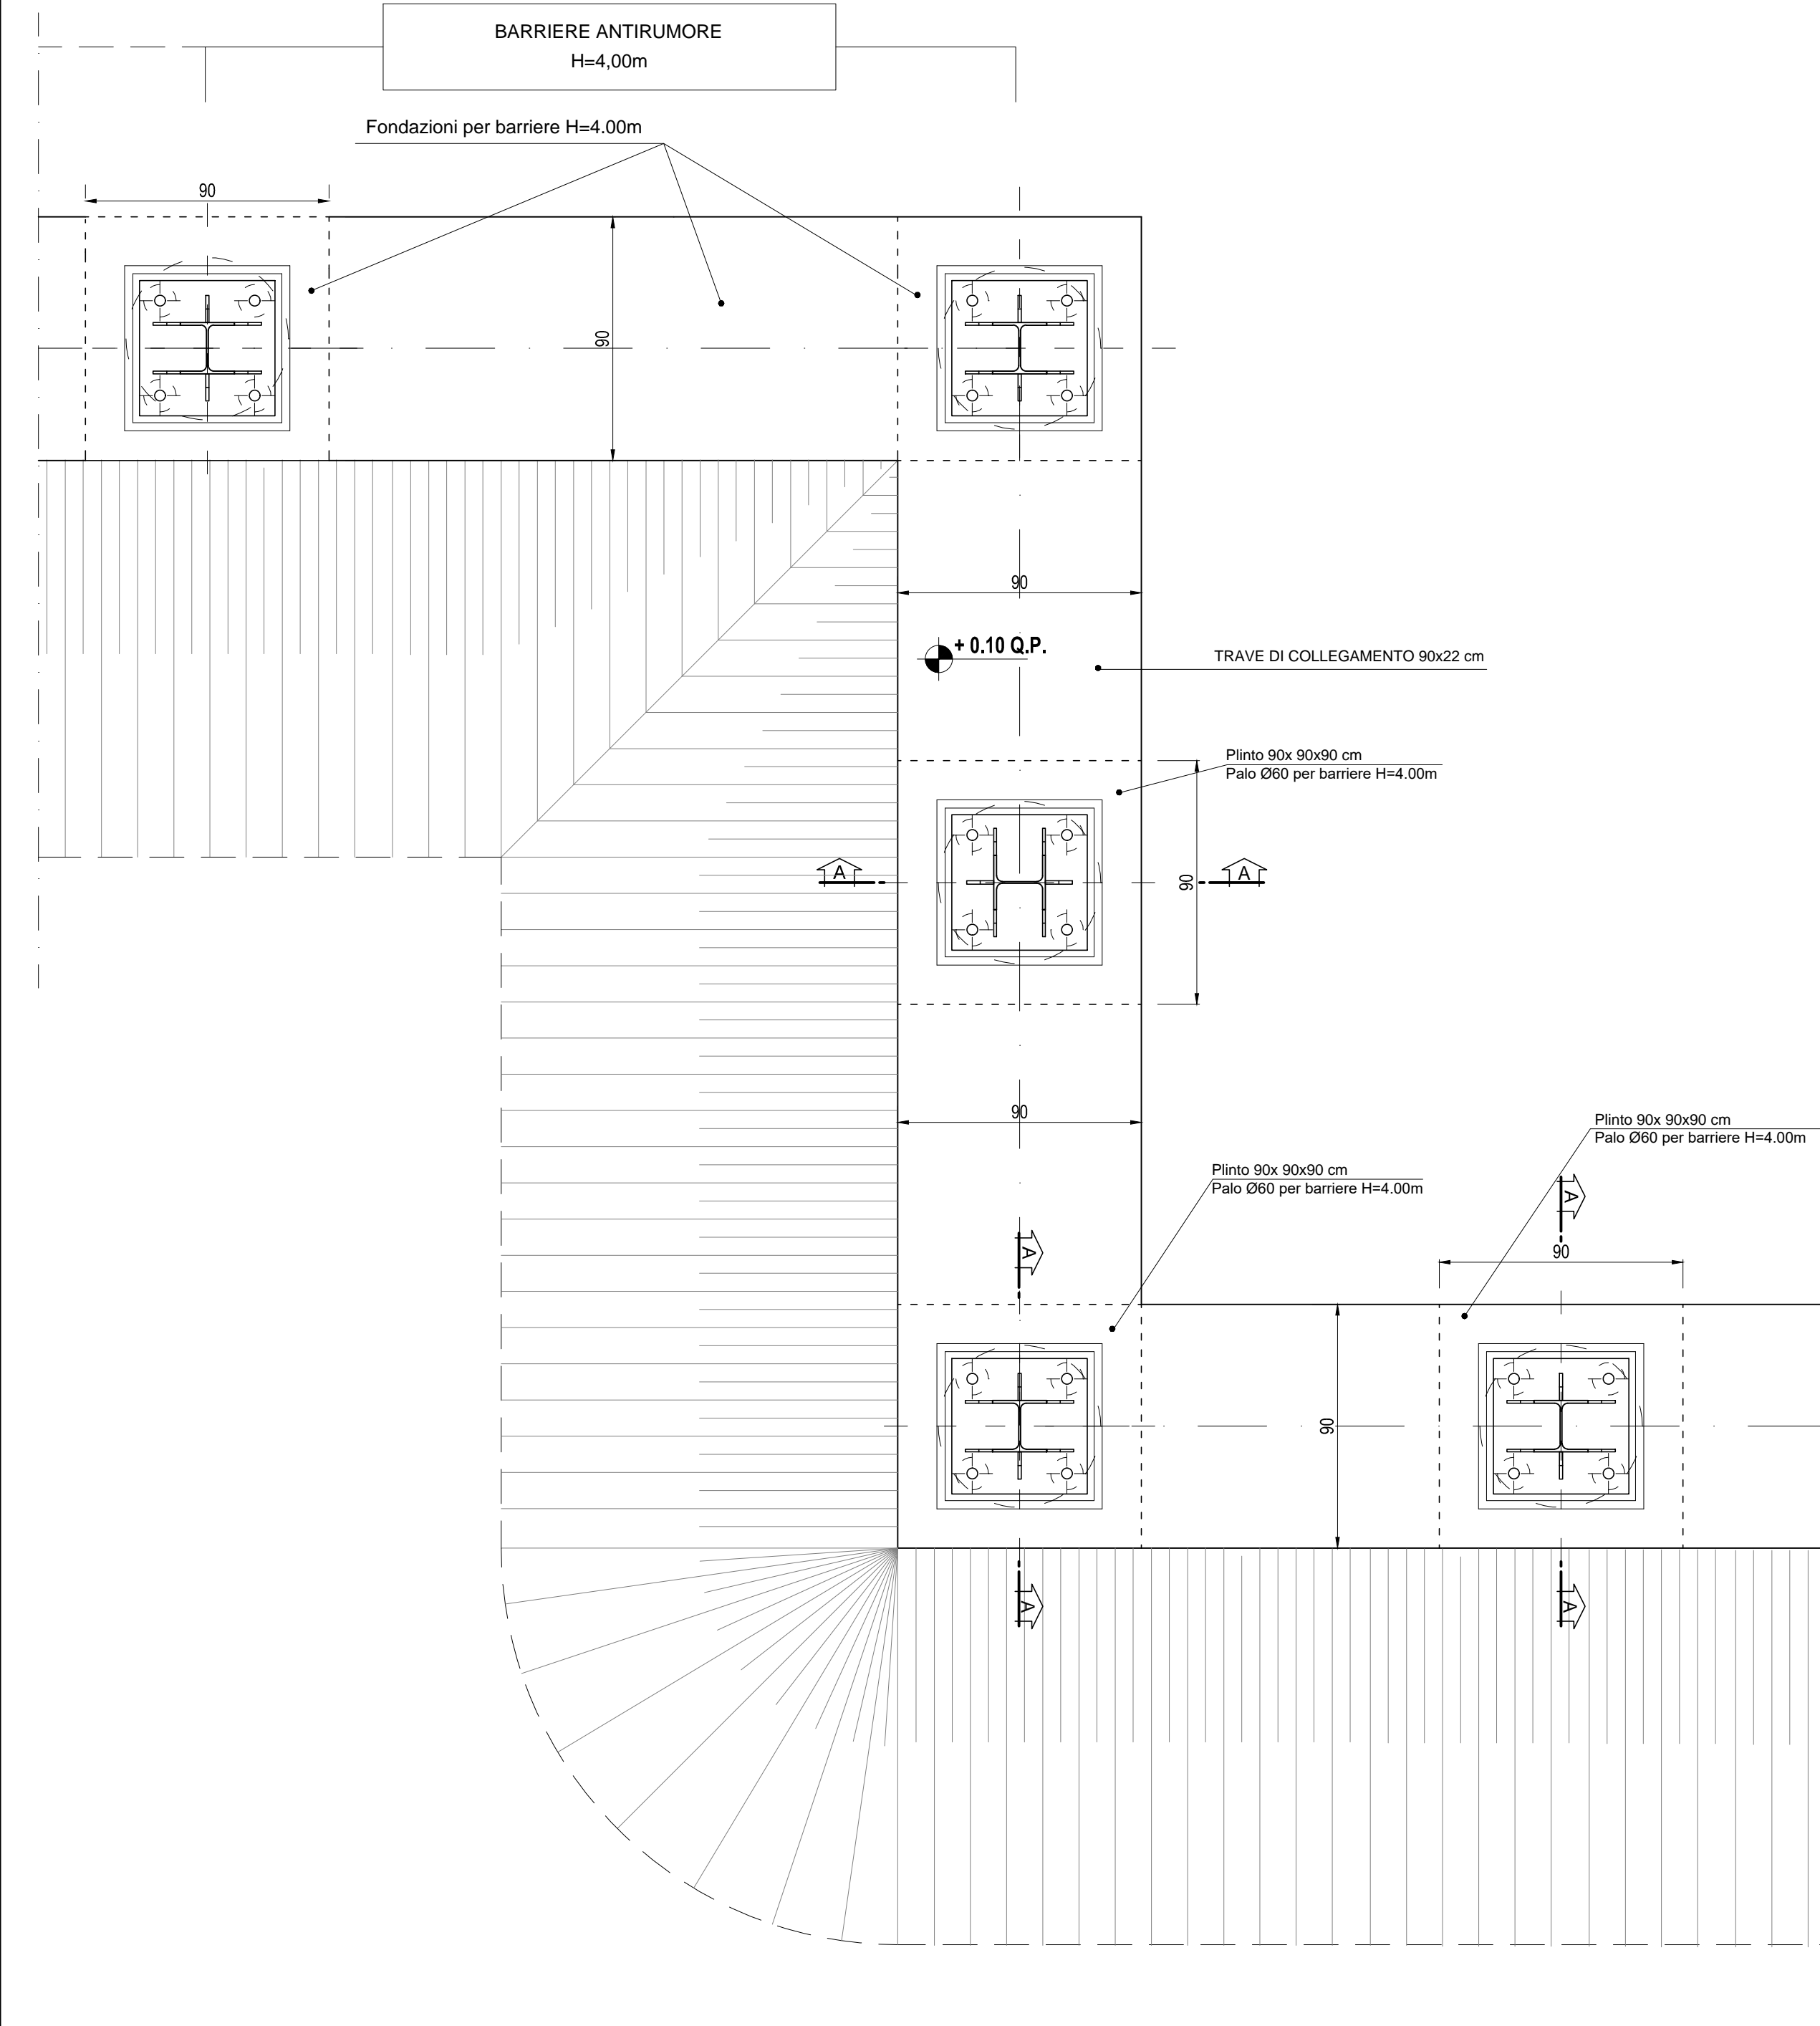 BARRIERE ANTIRUMORE
H=4,00m
Fondazioni per barriere H=4.00m
90
90
90
+ 0.10 Q.P.
TRAVE DI COLLEGAMENTO 90x22 cm
Plinto 90x 90x90 cm
Palo Ø60 per barriere H=4.00m
A
90
A
90
Plinto 90x 90x90 cm
Palo Ø60 per barriere H=4.00m
Plinto 90x 90x90 cm
Palo Ø60 per barriere H=4.00m
A
A
90
90
A
A